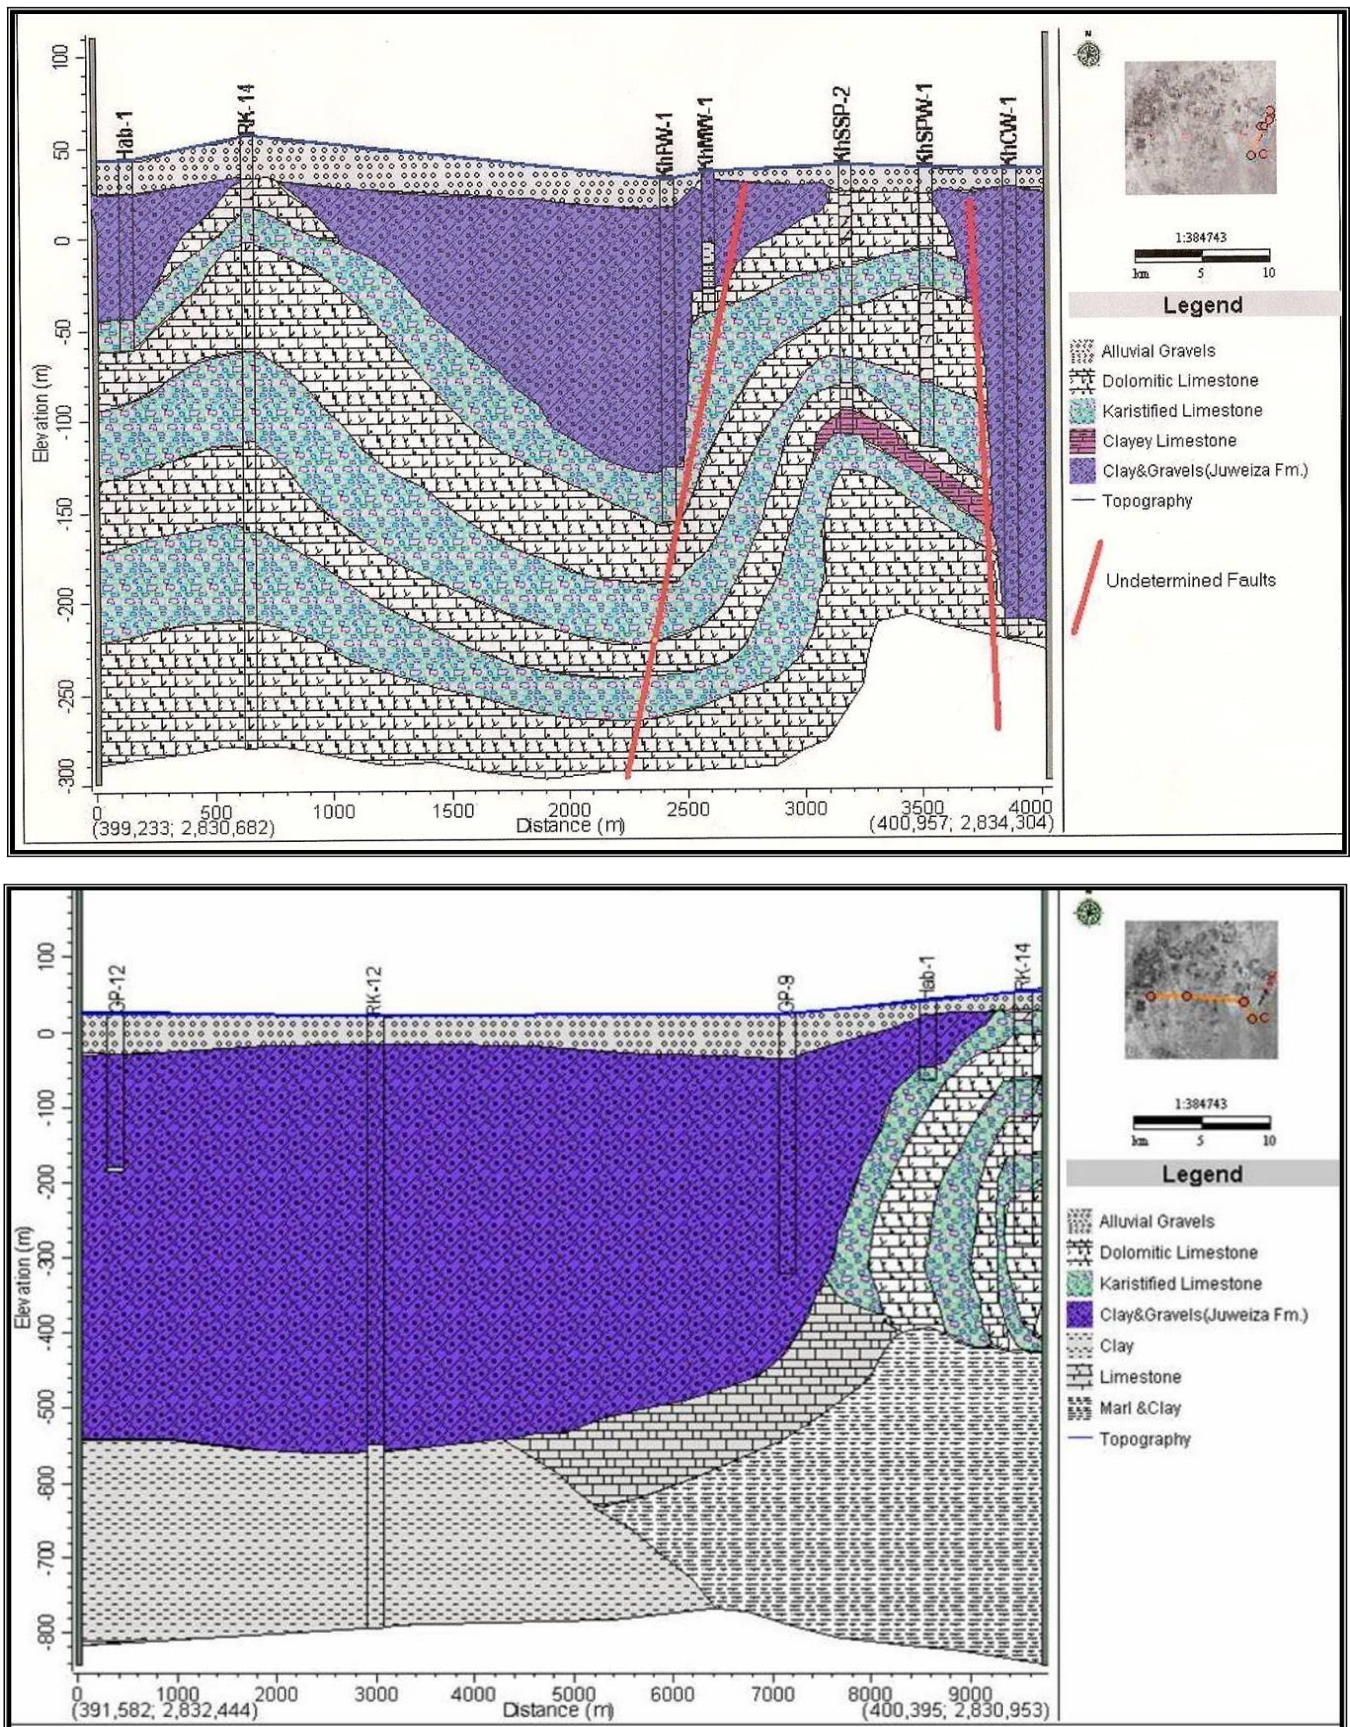 100
50
0
-50
-100
-150
-200
-250
-300
Elevation (m)
Hab-1
RK-14
KhFW-1
KhMW-1
KhSSP-2
KhSPW-1
KhCW-1
0
500
1000
1500
2000
2500
3000
3500
4000
(399,233; 2,830,682)
Distance (m)
(400,957; 2,834,304)
N
1:384743
km 5 10
Legend
Alluvial Gravels
Dolomitic Limestone
Karistified Limestone
Clayey Limestone
Clay&Gravels(Juweiza Fm.)
Topography
Undetermined Faults
100
0
-100
-200
-300
-400
-500
-600
-700
-800
Elevation (m)
GP-12
RK-12
GP-9
Hab-1
RK-14
0
1000
2000
3000
4000
5000
6000
7000
8000
9000
(391,582; 2,832,444)
Distance (m)
(400,395; 2,830,953)
N
1:384743
km 5 10
Legend
Alluvial Gravels
Dolomitic Limestone
Karistified Limestone
Clay&Gravels(Juweiza Fm.)
Clay
Limestone
Marl &Clay
Topography